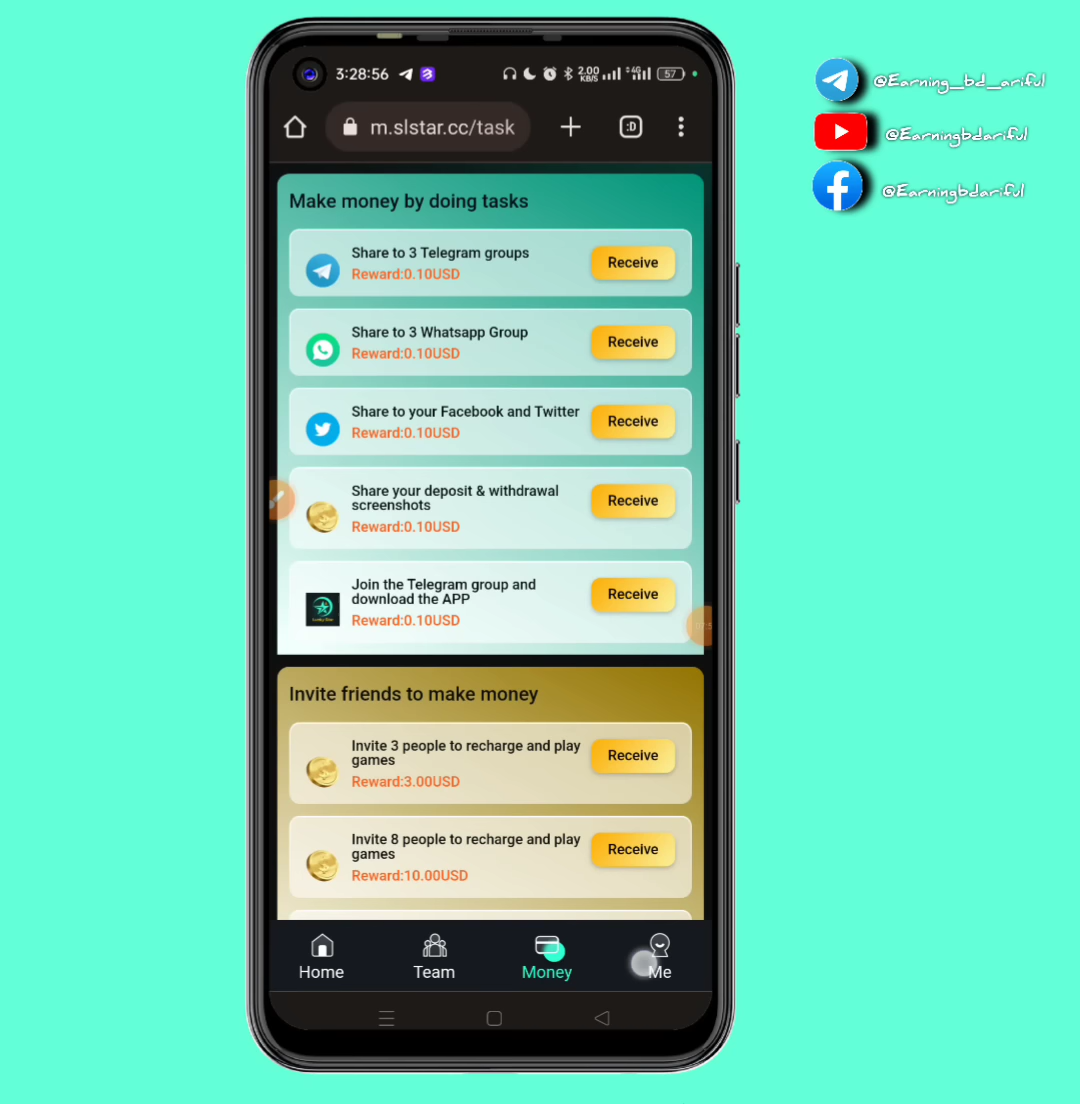 3:28:56
2.00 KB/S
4G
57
m.slstar.cc/task
:D
@Earning_bd_ariful
@Earningbdariful
@Earningbdariful
Make money by doing tasks
Share to 3 Telegram groups
Reward:0.10USD
Receive
Share to 3 Whatsapp Group
Reward:0.10USD
Receive
Share to your Facebook and Twitter
Reward:0.10USD
Receive
Share your deposit & withdrawal
screenshots
Reward:0.10USD
Receive
Join the Telegram group and
download the APP
Reward:0.10USD
Receive
Invite friends to make money
Invite 3 people to recharge and play
games
Reward:3.00USD
Receive
Invite 8 people to recharge and play
games
Reward:10.00USD
Receive
Home
Team
Money
Me